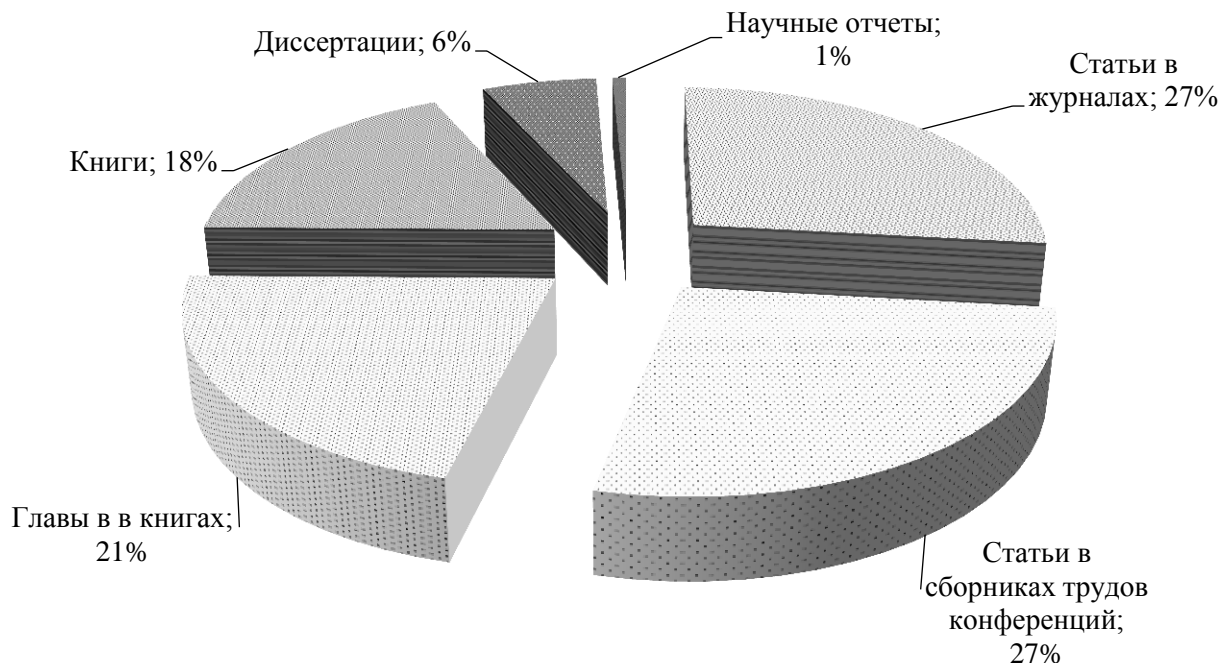 Диссертации; 6%
Научные отчеты;
1%
Статьи в
журналах; 27%
Книги; 18%
Главы в в книгах;
21%
Статьи в
сборниках трудов
конференций;
27%